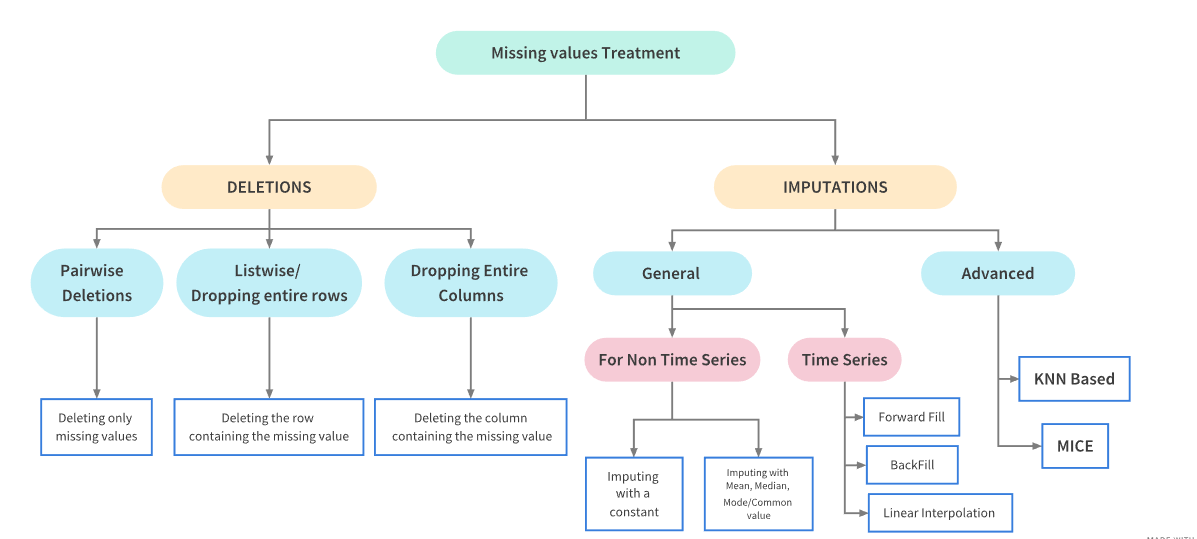 Missing values Treatment
DELETIONS
IMPUTATIONS
Pairwise
Deletions
Listwise/
Dropping entire rows
Dropping Entire
Columns
General
Advanced
For Non Time Series
Time Series
KNN Based
MICE
Deleting only
missing values
Deleting the row
containing the missing value
Deleting the column
containing the missing value
Forward Fill
BackFill
Linear Interpolation
Imputing
with a
constant
Imputing with
Mean, Median,
Mode/Common
value
MADE WITH